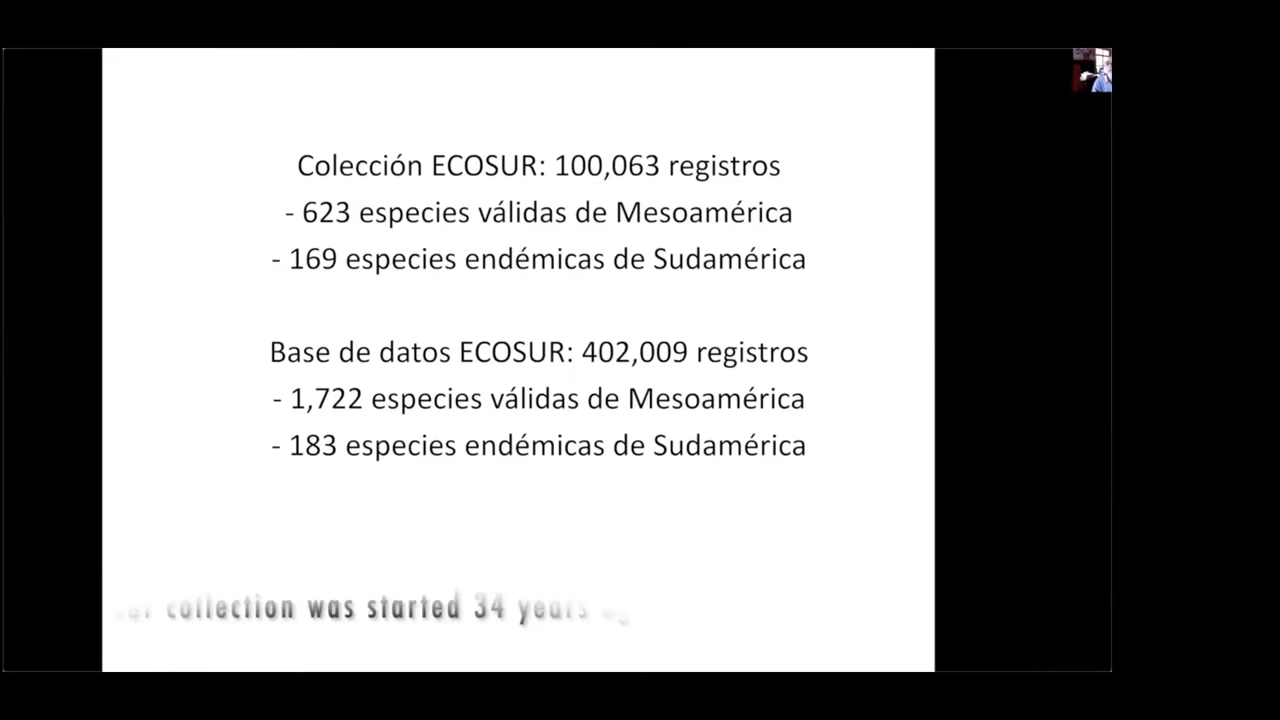 Colección ECOSUR: 100,063 registros
- 623 especies válidas de Mesoamérica
- 169 especies endémicas de Sudamérica
Base de datos ECOSUR: 402,009 registros
- 1,722 especies válidas de Mesoamérica
- 183 especies endémicas de Sudamérica
collection was started 34 years